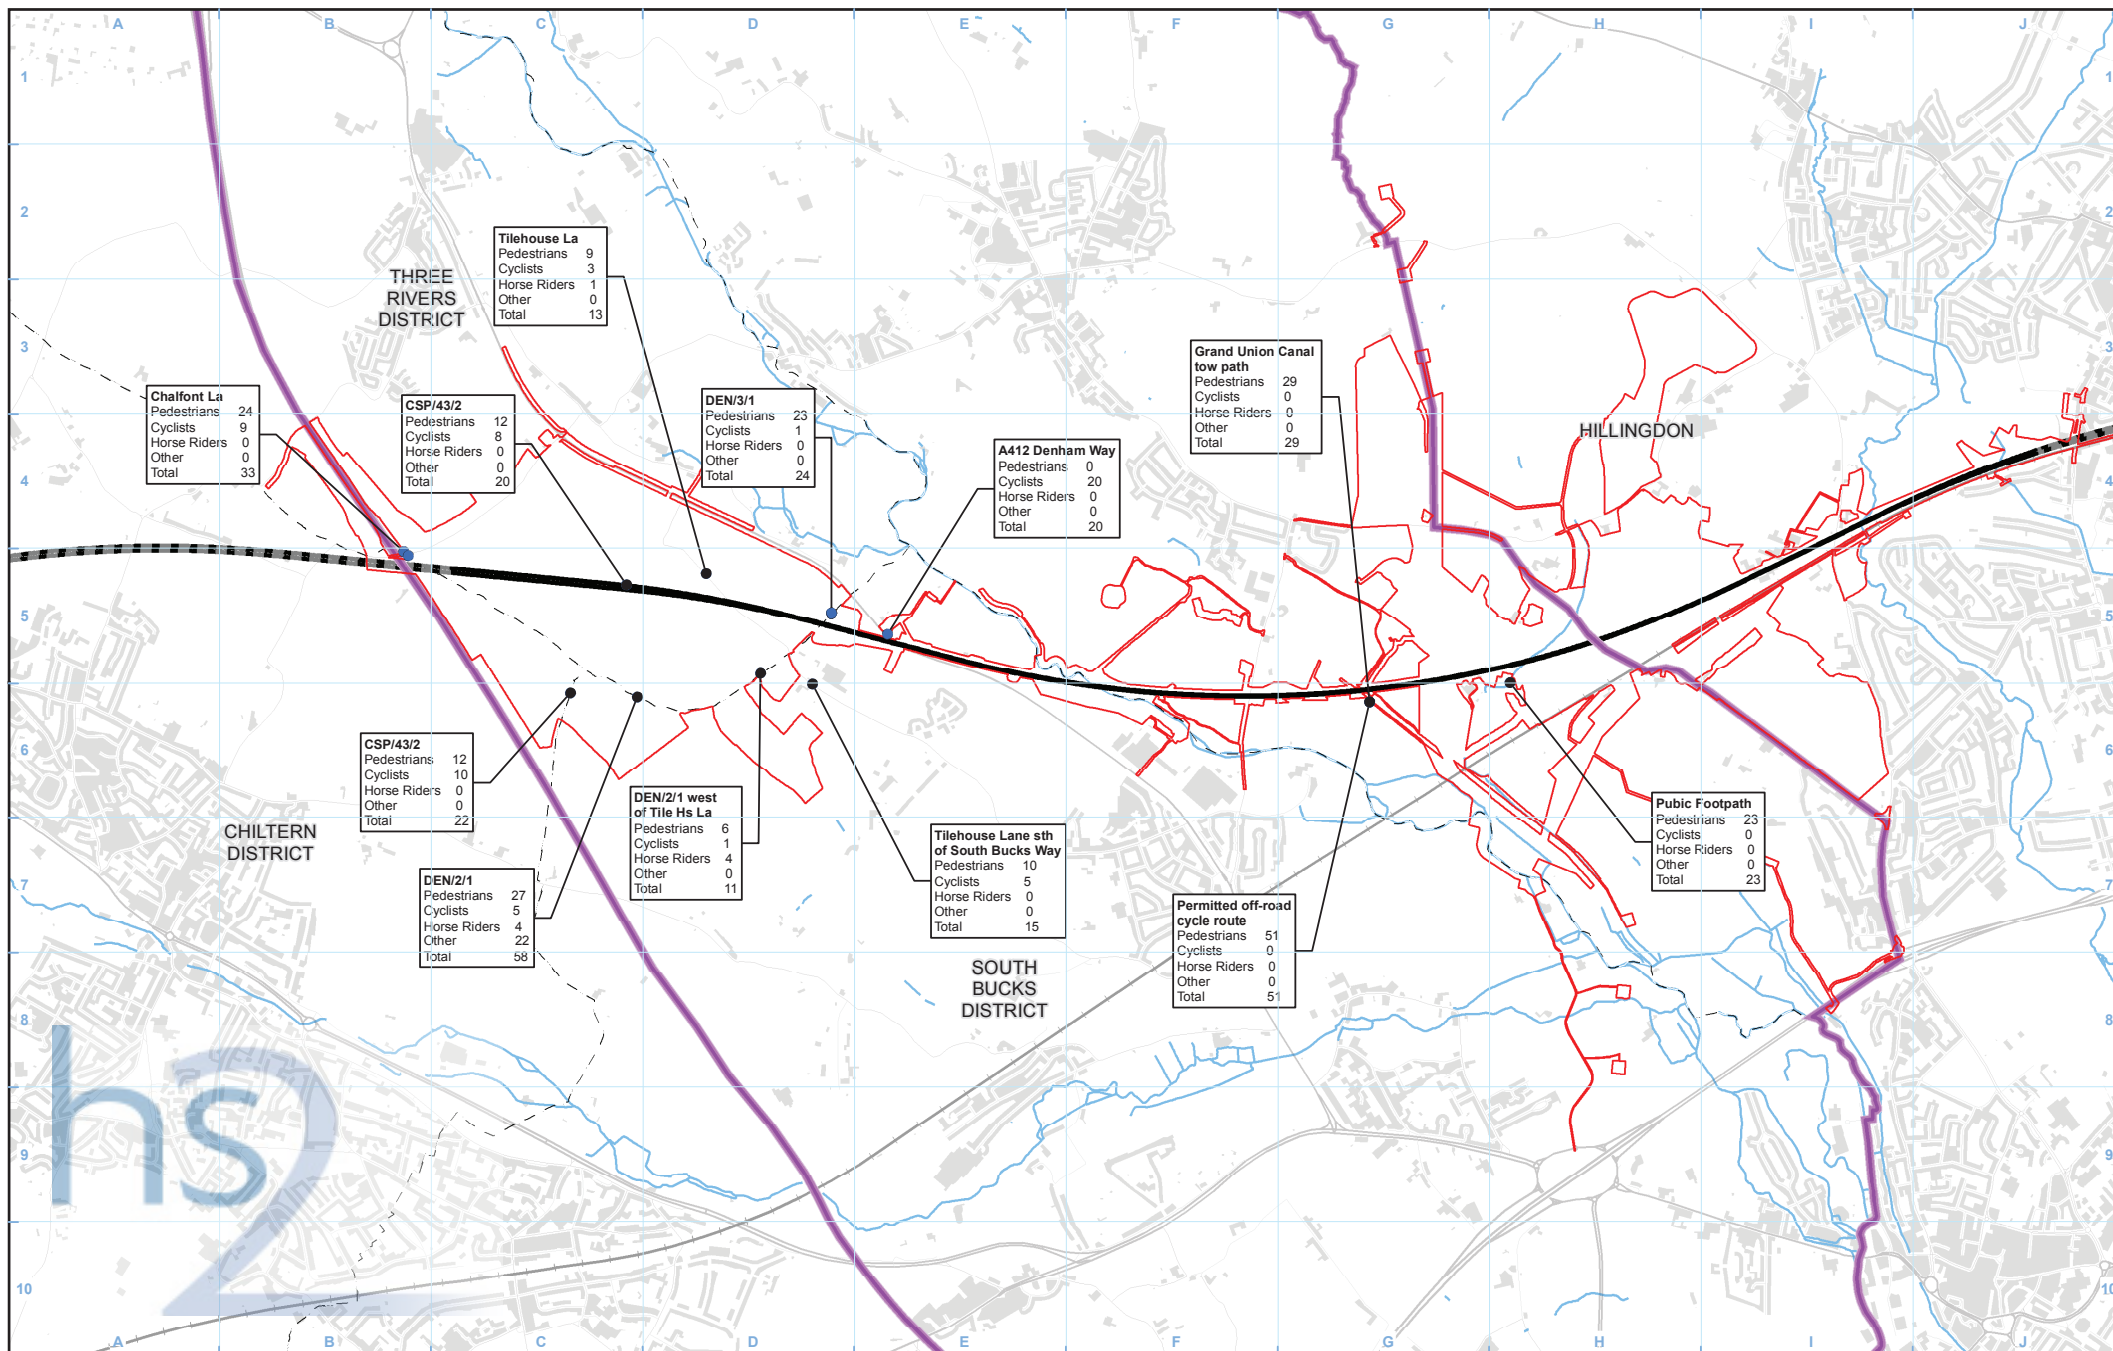 A B C D E F G H I J
1 1
2 2
3 3
4 4
5 5
6 6
7 7
8 8
9 9
10 10
A B C D E F G H I J
THREE
RIVERS
DISTRICT
Tilehouse La
Pedestrians 9
Cyclists 3
Horse Riders 1
Other 0
Total 13
Chalfont La
Pedestrians 24
Cyclists 9
Horse Riders 0
Other 0
Total 33
CSP/43/2
Pedestrians 12
Cyclists 8
Horse Riders 0
Other 0
Total 20
DEN/3/1
Pedestrians 23
Cyclists 1
Horse Riders 0
Other 0
Total 24
A412 Denham Way
Pedestrians 0
Cyclists 20
Horse Riders 0
Other 0
Total 20
Grand Union Canal
tow path
Pedestrians 29
Cyclists 0
Horse Riders 0
Other 0
Total 29
HILLINGDON
CSP/43/2
Pedestrians 12
Cyclists 10
Horse Riders 0
Other 0
Total 22
CHILTERN
DISTRICT
DEN/2/1
Pedestrians 27
Cyclists 5
Horse Riders 4
Other 22
Total 58
DEN/2/1 west
of Tile Hs La
Pedestrians 6
Cyclists 1
Horse Riders 4
Other 0
Total 11
Tilehouse Lane sth
of South Bucks Way
Pedestrians 10
Cyclists 5
Horse Riders 0
Other 0
Total 15
SOUTH
BUCKS
DISTRICT
Permitted off-road
cycle route
Pedestrians 51
Cyclists 0
Horse Riders 0
Other 0
Total 51
Pubic Footpath
Pedestrians 23
Cyclists 0
Horse Riders 0
Other 0
Total 23
hs2